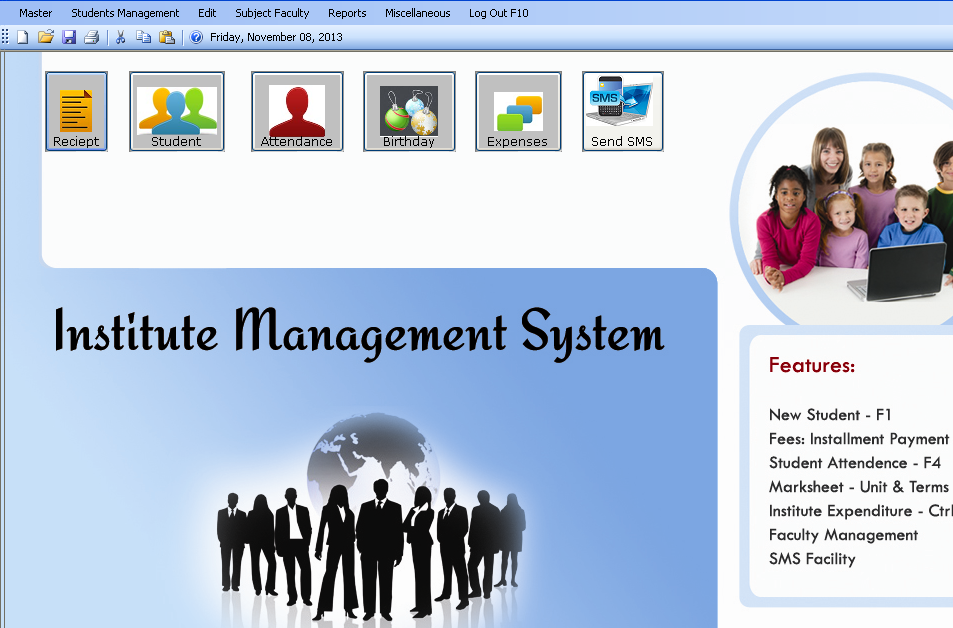 Master Students Management Edit Subject Faculty Reports Miscellaneous Log Out F10
Friday, November 08, 2013
Reciept Student Attendance Birthday Expenses Send SMS
SMS
Institute Management System
Features:
New Student - F1
Fees: Installment Payment
Student Attendence - F4
Marksheet - Unit & Terms
Institute Expenditure - Ctrl
Faculty Management
SMS Facility